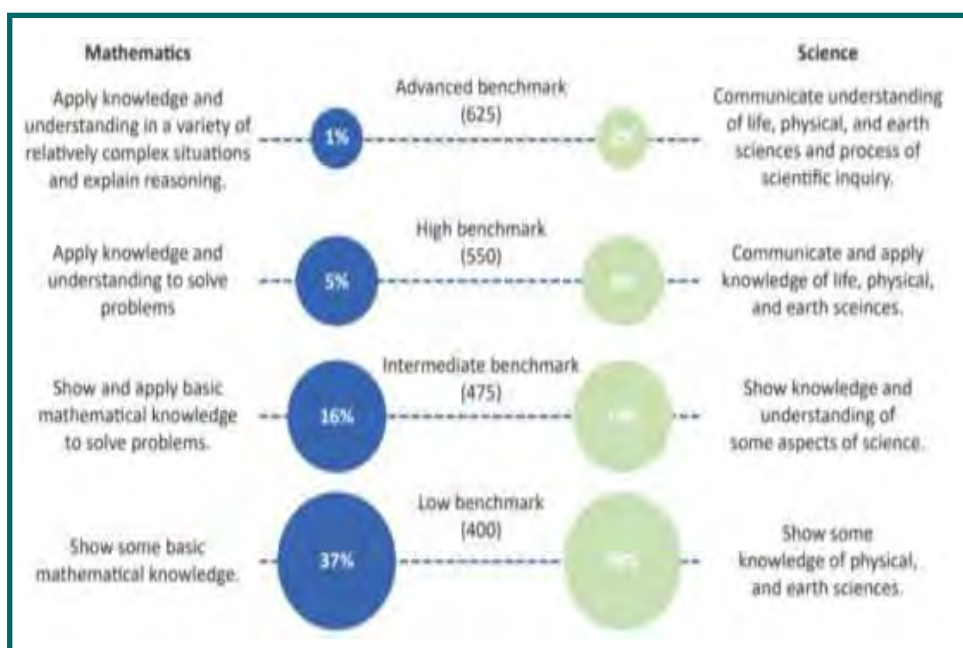 Mathematics
Science
Apply knowledge and
understanding in a variety of
relatively complex situations
and explain reasoning.
1%
Advanced benchmark
(625)
Communicate understanding
of life, physical, and earth
sciences and process of
scientific inquiry.
Apply knowledge and
understanding to solve
problems
5%
High benchmark
(550)
Communicate and apply
knowledge of life, physical,
and earth sceinces.
Show and apply basic
mathematical knowledge
to solve problems.
16%
Intermediate benchmark
(475)
Show knowledge and
understanding of
some aspects of science.
Show some basic
mathematical knowledge.
37%
Low benchmark
(400)
Show some
knowledge of physical,
and earth sciences.